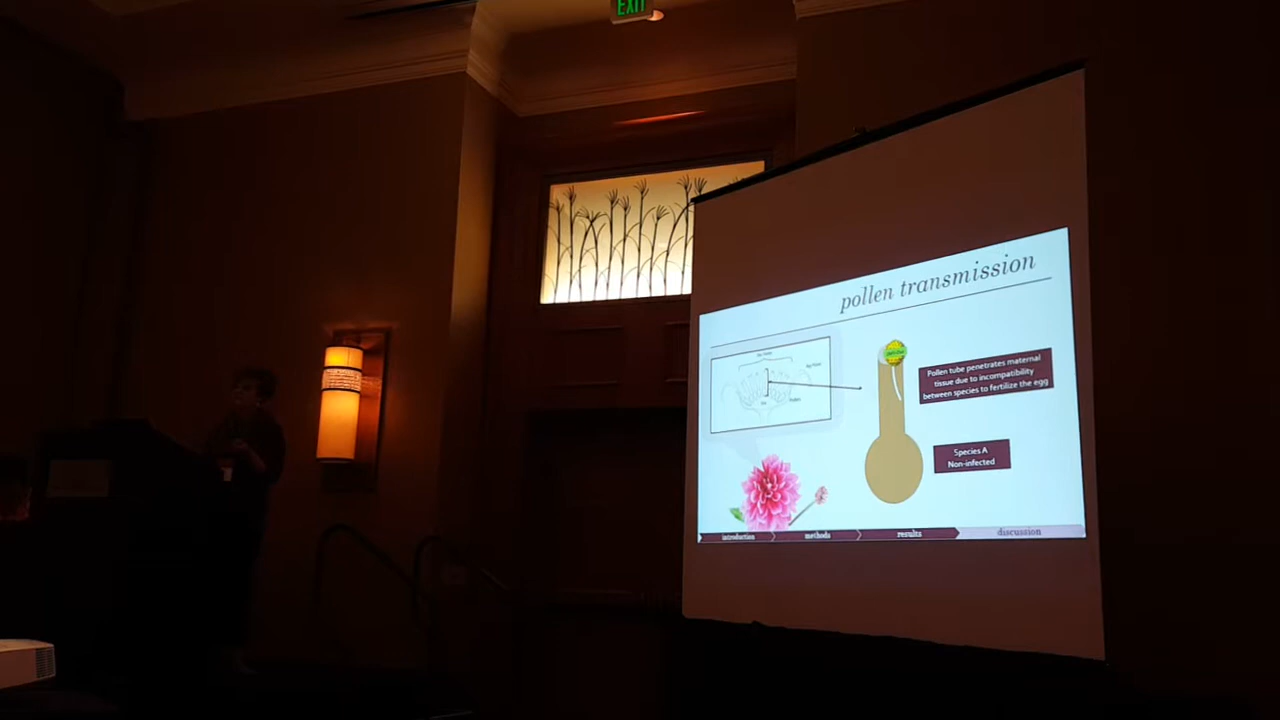 EXIT
pollen transmission
Pollen tube penetrates maternal
tissue due to incompatibility
between species to fertilize the egg
Species A
Non-infected
introduction
methods
results
discussion